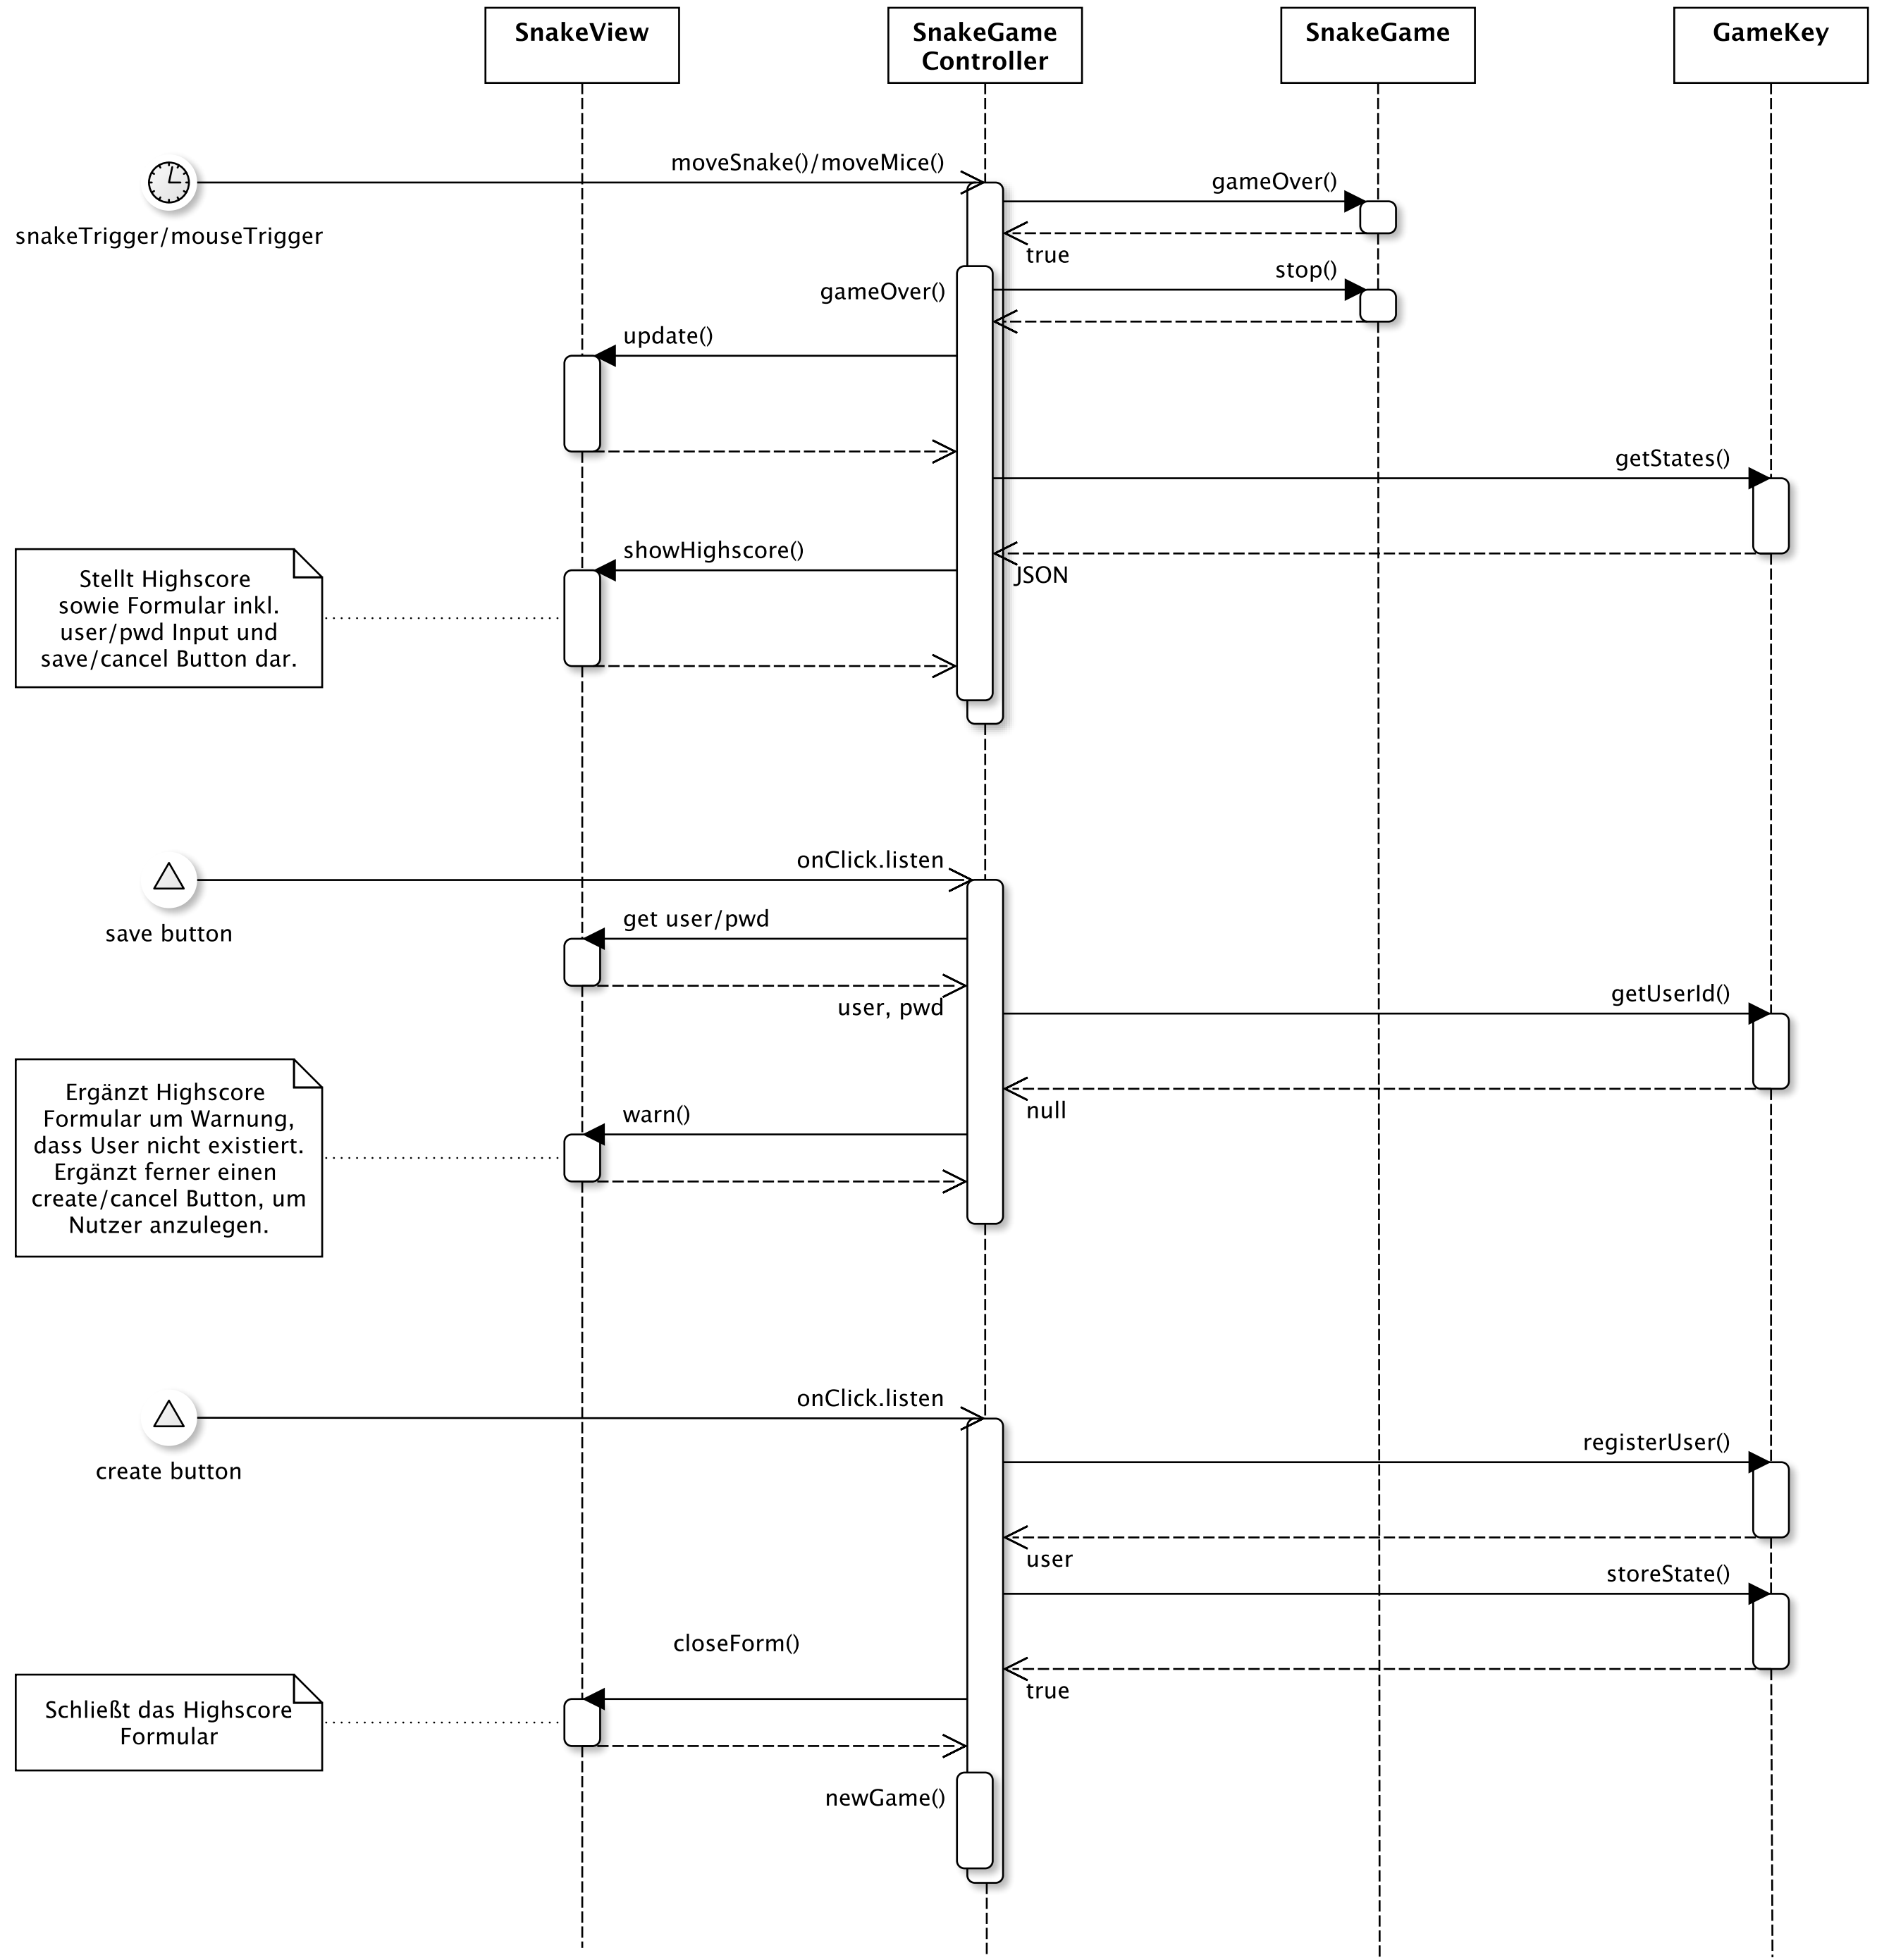 SnakeView
SnakeGame
Controller
SnakeGame
GameKey
moveSnake()/moveMice()
gameOver()
snakeTrigger/mouseTrigger
true
stop()
gameOver()
update()
getStates()
showHighscore()
JSON
Stellt Highscore
sowie Formular inkl.
user/pwd Input und
save/cancel Button dar.
onClick.listen
save button
get user/pwd
user, pwd
getUserId()
null
Ergänzt Highscore
Formular um Warnung,
dass User nicht existiert.
Ergänzt ferner einen
create/cancel Button, um
Nutzer anzulegen.
warn()
onClick.listen
create button
registerUser()
user
storeState()
closeForm()
true
Schließt das Highscore
Formular
newGame()